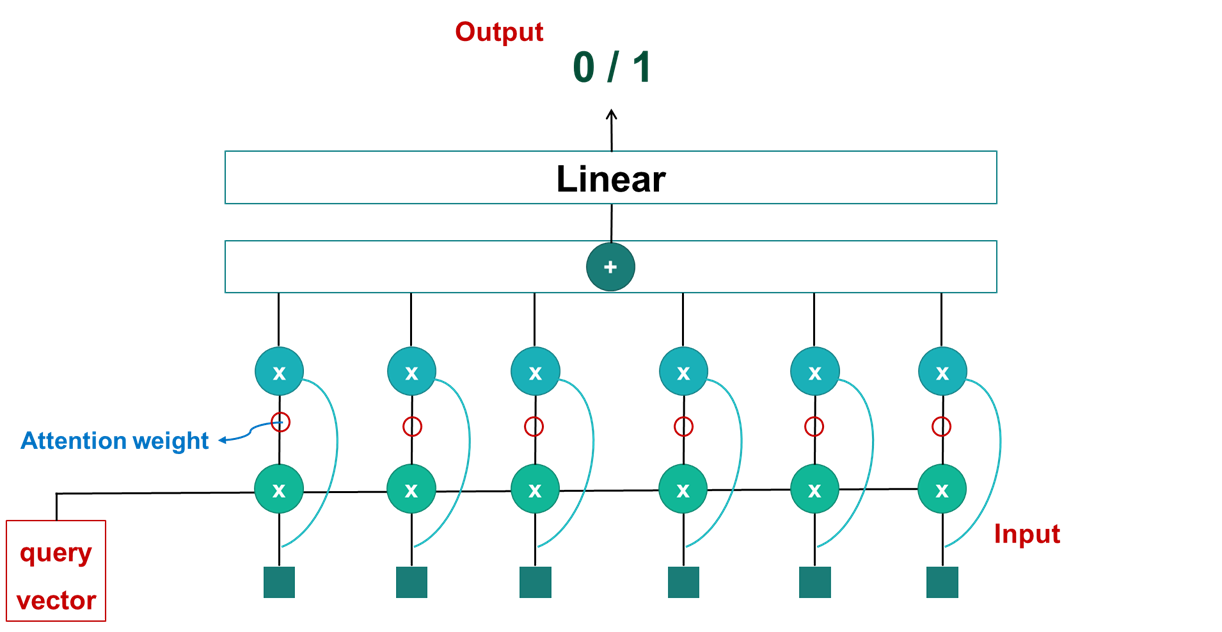 Output
0 / 1
Linear
+
x x x x x x
Attention weight
x x x x x x
Input
query
vector